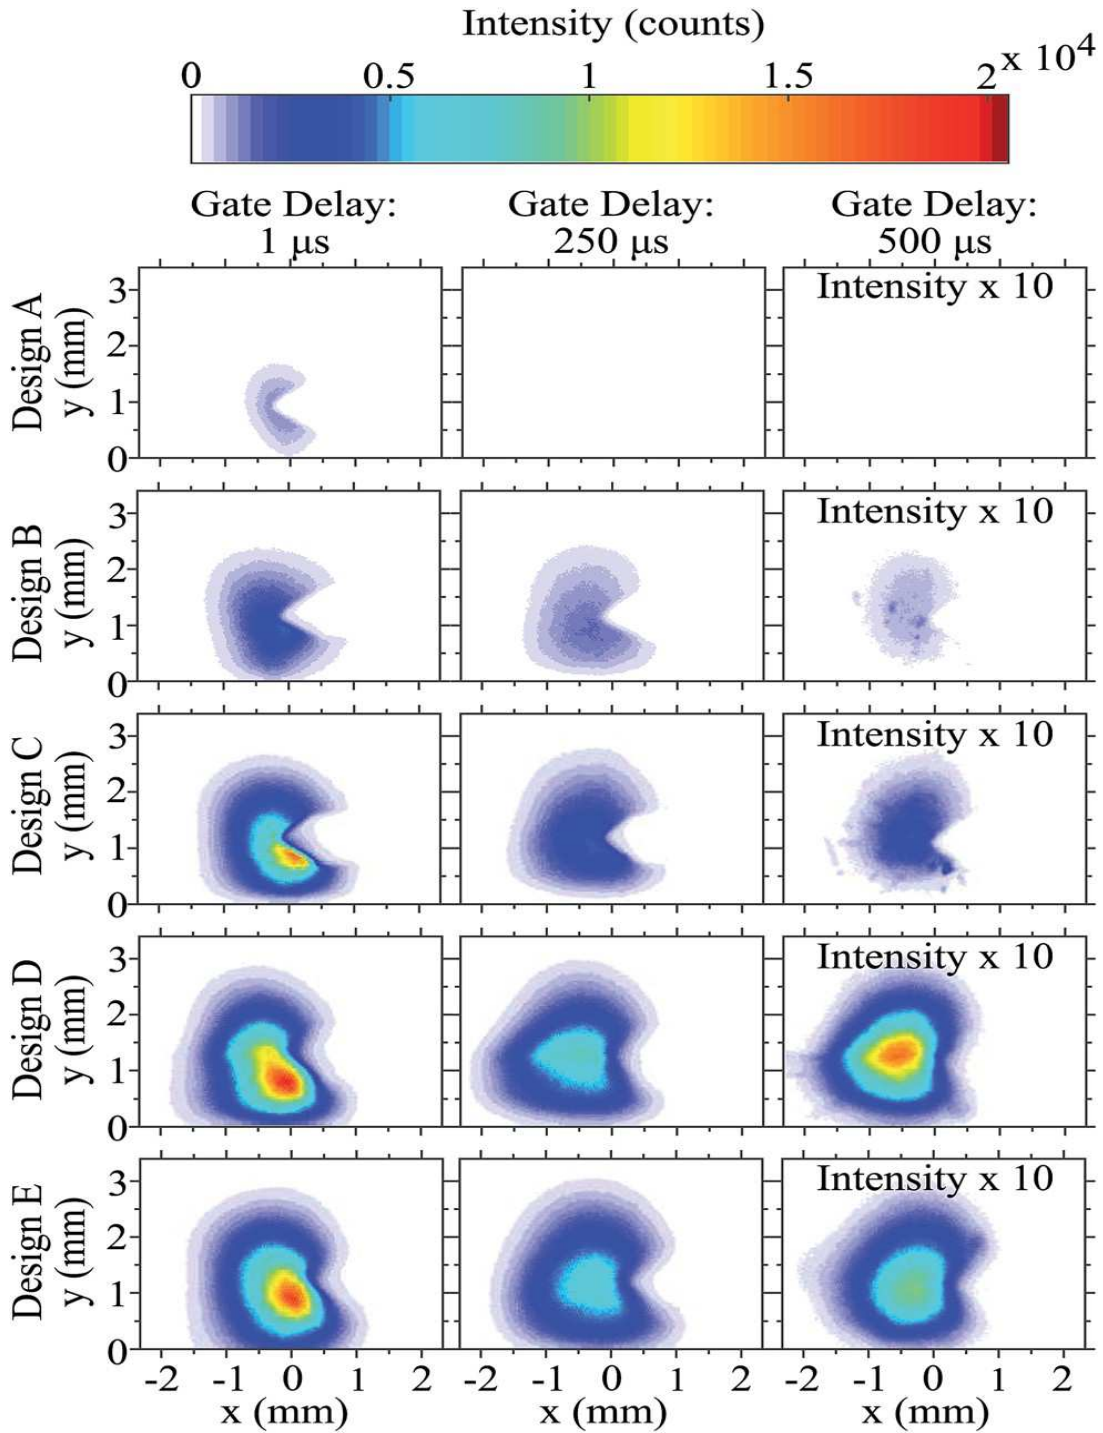 Intensity (counts)
0 0.5 1 1.5 2 x 10⁴
Gate Delay: Gate Delay: Gate Delay:
1 μs 250 μs 500 μs
Design A
y (mm)
3
2
1
0
Intensity x 10
Design B
y (mm)
3
2
1
0
Intensity x 10
Design C
y (mm)
3
2
1
0
Intensity x 10
Design D
y (mm)
3
2
1
0
Intensity x 10
Design E
y (mm)
3
2
1
0
Intensity x 10
-2 -1 0 1 2 -2 -1 0 1 2 -2 -1 0 1 2
x (mm) x (mm) x (mm)